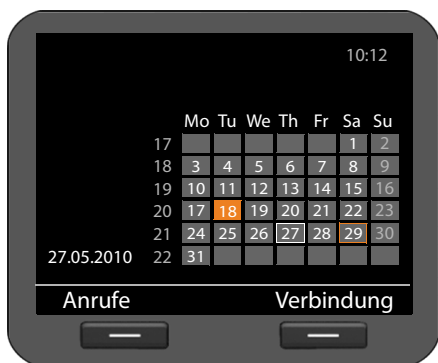 10:12
Mo Tu We Th Fr Sa Su
17 1 2
18 3 4 5 6 7 8 9
19 10 11 12 13 14 15 16
20 17 18 19 20 21 22 23
21 24 25 26 27 28 29 30
27.05.2010 22 31
Anrufe Verbindung